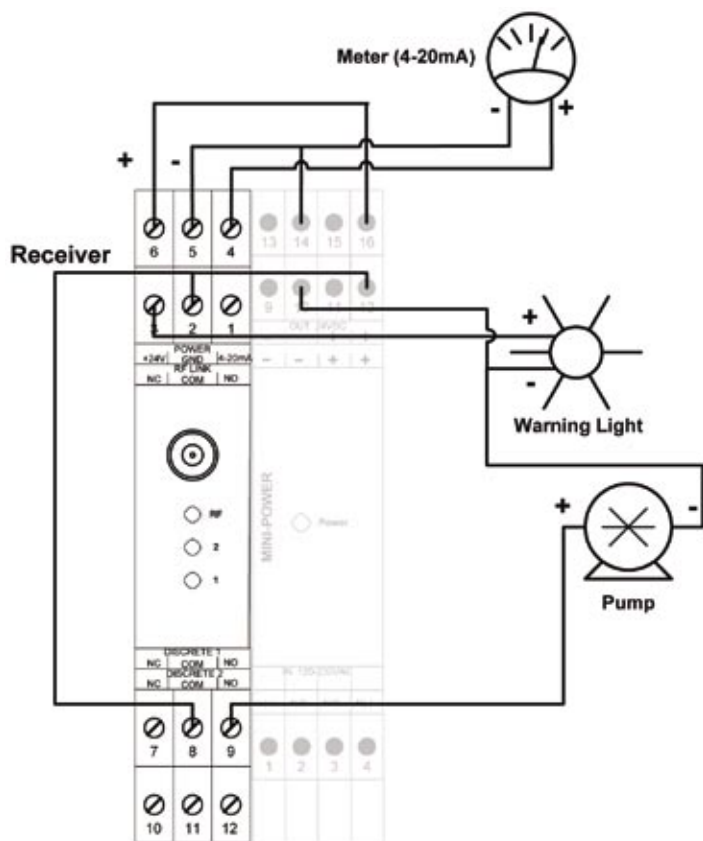 Meter (4-20mA)
- +
+ -
6 5 4 13 14 15 16
Receiver
3 2 1 9
OUT 24VDC
+24V POWER GND 4-20mA
- - + +
RF LINK
NC COM NO
+
-
Warning Light
RF
2
1
MINI-POWER
Power
+ -
Pump
DISCRETE 1
NC COM NO
DISCRETE 2
NC COM NO
IN 120-230VAC
7 8 9 1 2 3 4
10 11 12